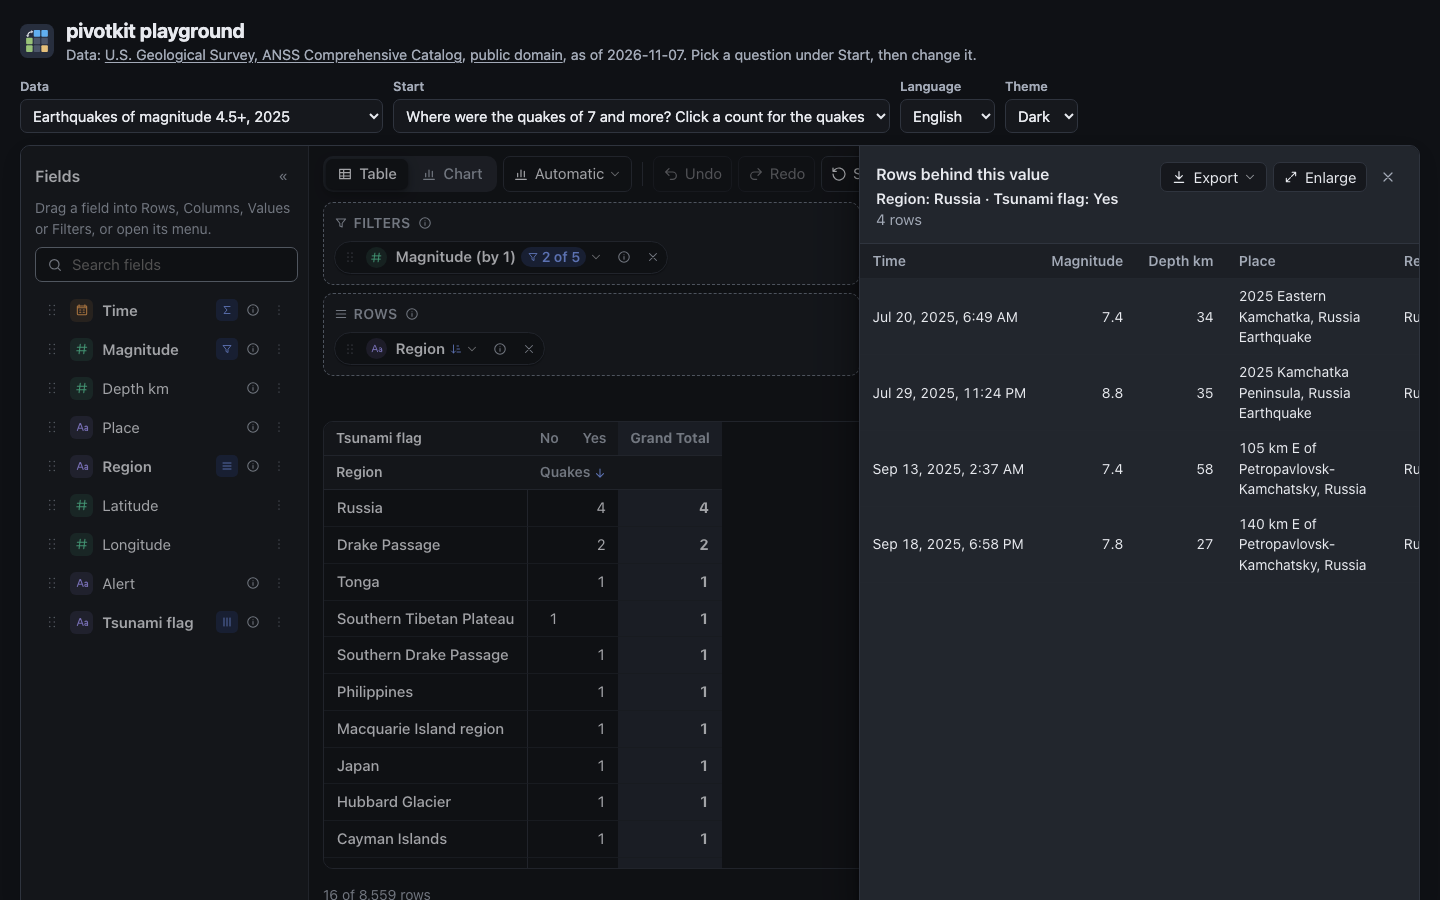 pivotkit playground
Data: U.S. Geological Survey, ANSS Comprehensive Catalog, public domain, as of 2026-11-07. Pick a question under Start, then change it.
Data
Start
Language
Theme
Earthquakes of magnitude 4.5+, 2025
Where were the quakes of 7 and more? Click a count for the quakes
English
Dark
Fields
«
Drag a field into Rows, Columns, Values
or Filters, or open its menu.
Search fields
Time
Magnitude
Depth km
Aa Place
Aa Region
Latitude
Longitude
Aa Alert
Aa Tsunami flag
Table
Chart
Automatic
Undo
Redo
FILTERS
Magnitude (by 1) 2 of 5
ROWS
Aa Region
Tsunami flag No Yes Grand Total
Region Quakes ↓
Russia 4 4
Drake Passage 2 2
Tonga 1 1
Southern Tibetan Plateau 1 1
Southern Drake Passage 1 1
Philippines 1 1
Macquarie Island region 1 1
Japan 1 1
Hubbard Glacier 1 1
Cayman Islands 1 1
16 of 8,559 rows
Rows behind this value
Region: Russia · Tsunami flag: Yes
4 rows
Export
Enlarge
Time Magnitude Depth km Place
Jul 20, 2025, 6:49 AM 7.4 34 2025 Eastern
Kamchatka, Russia
Earthquake
Jul 29, 2025, 11:24 PM 8.8 35 2025 Kamchatka
Peninsula, Russia
Earthquake
Sep 13, 2025, 2:37 AM 7.4 58 105 km E of
Petropavlovsk-
Kamchatsky, Russia
Sep 18, 2025, 6:58 PM 7.8 27 140 km E of
Petropavlovsk-
Kamchatsky, Russia